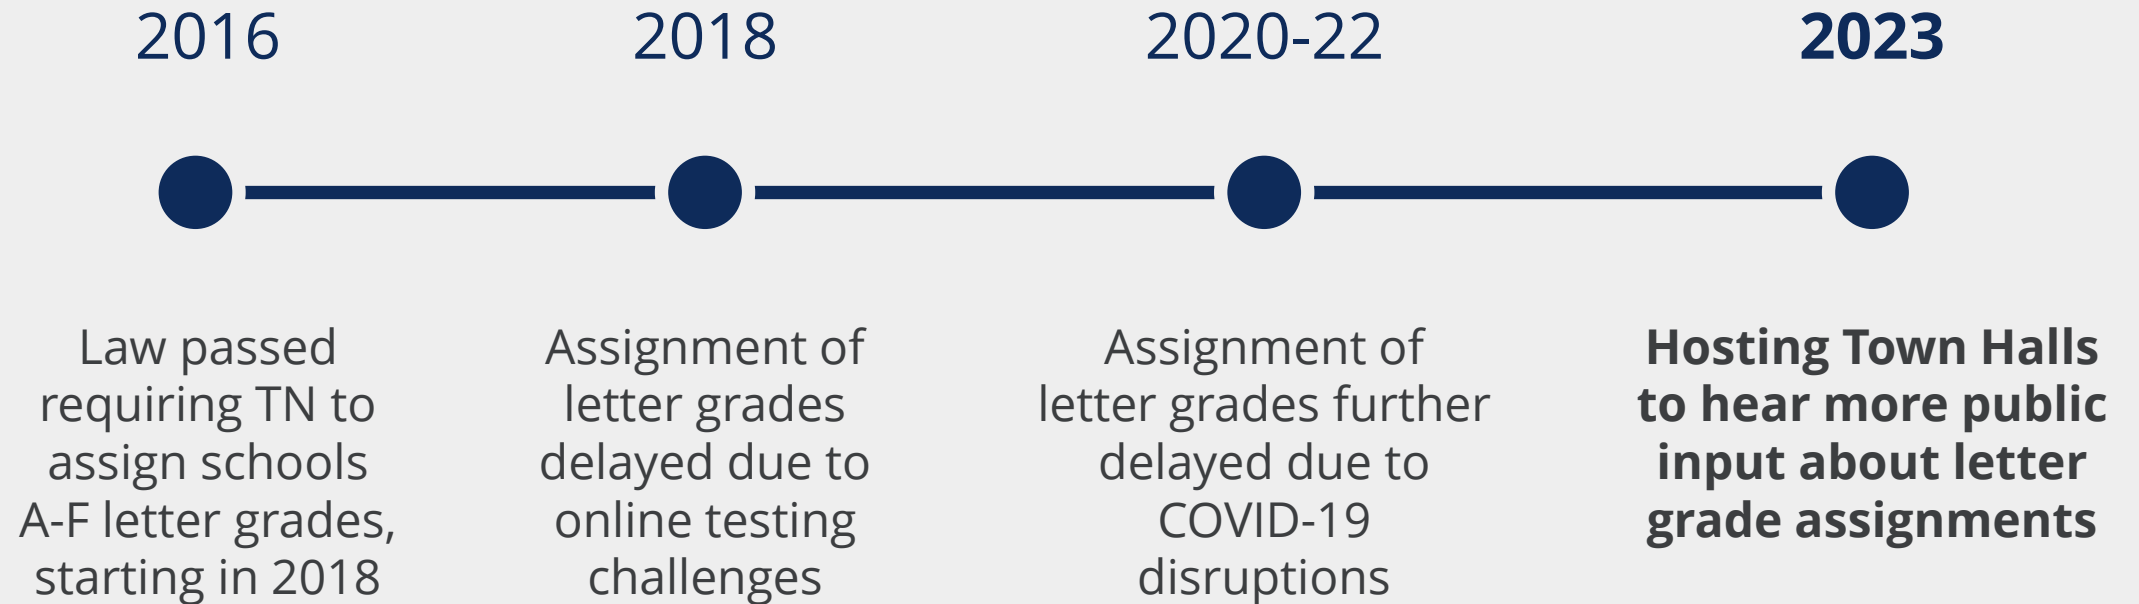 2016
Law passed
requiring TN to
assign schools
A-F letter grades,
starting in 2018
2018
Assignment of
letter grades
delayed due to
online testing
challenges
2020-22
Assignment of
letter grades further
delayed due to
COVID-19
disruptions
2023
Hosting Town Halls
to hear more public
input about letter
grade assignments